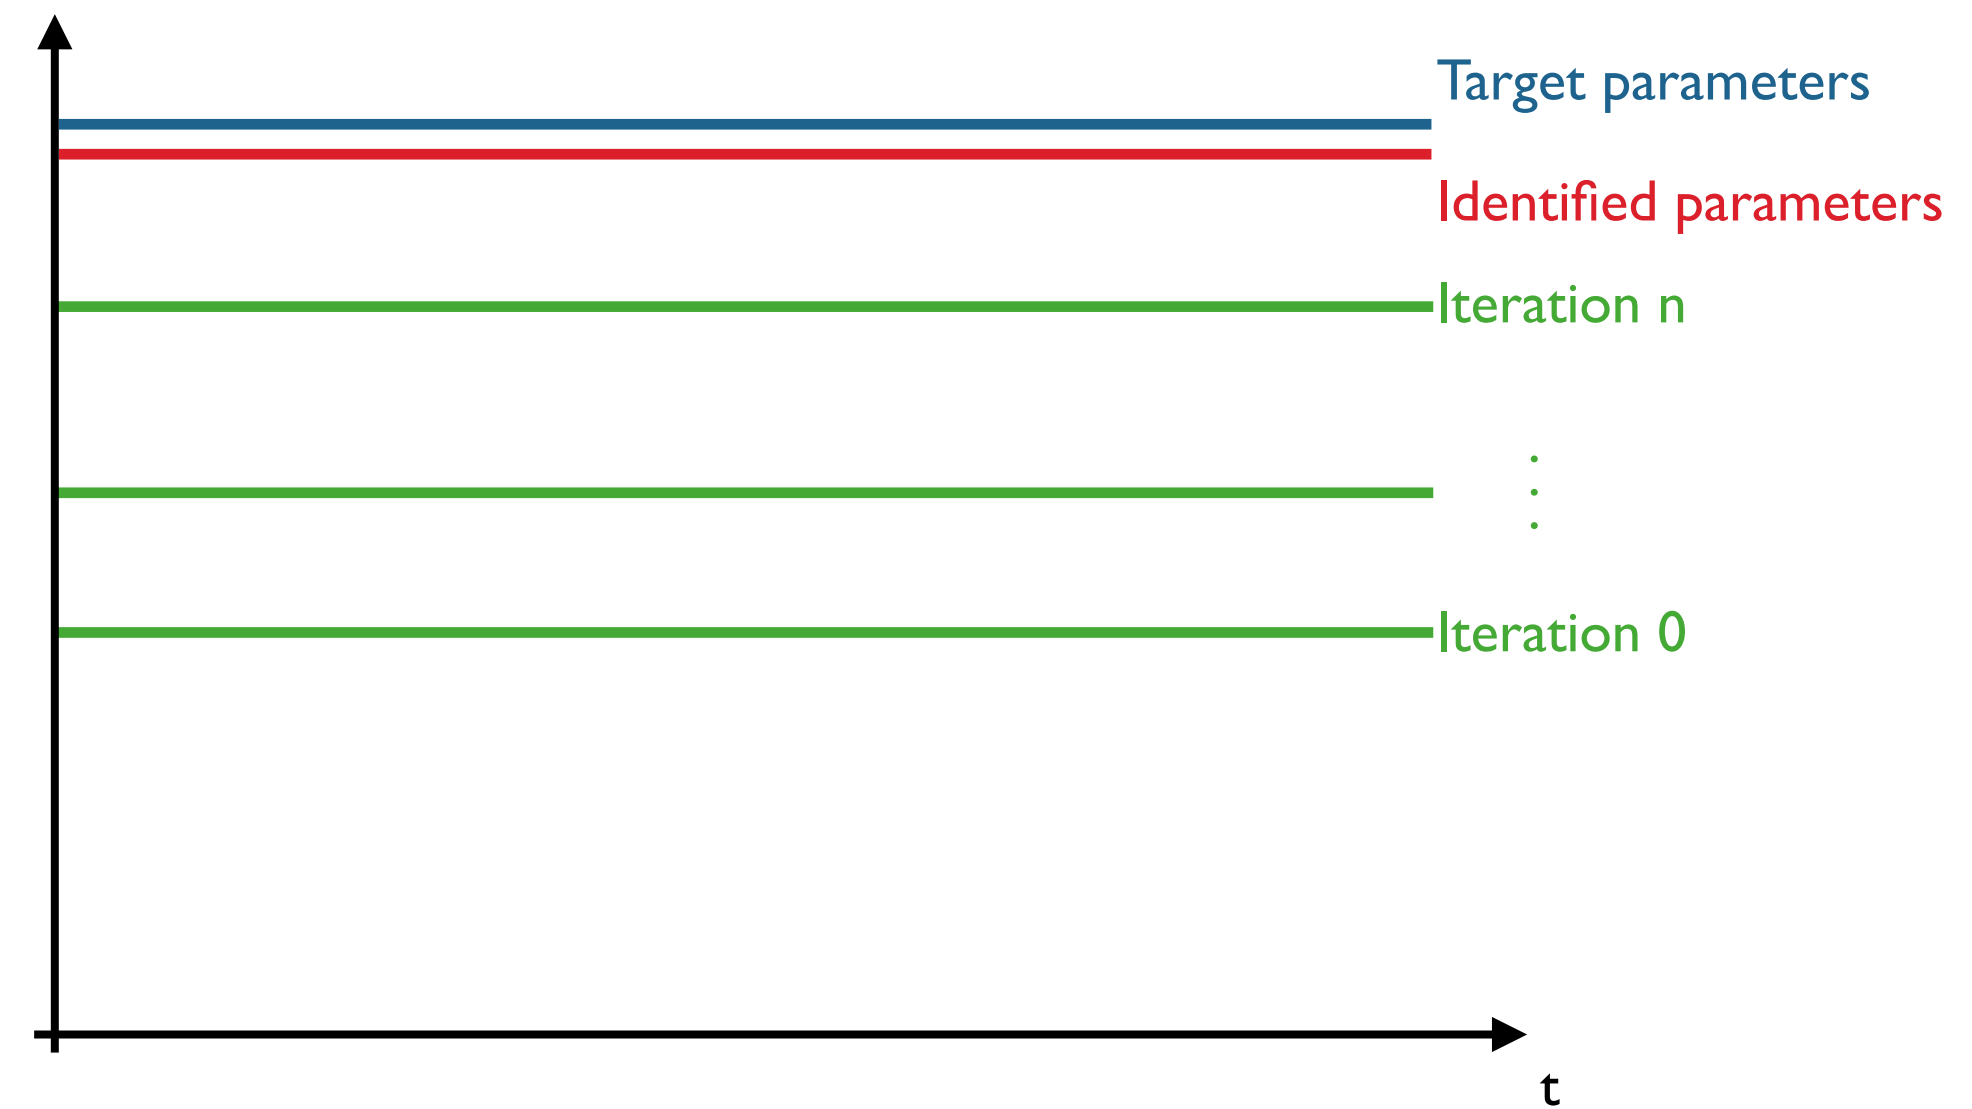 Target parameters
Identified parameters
Iteration n
Iteration 0
t